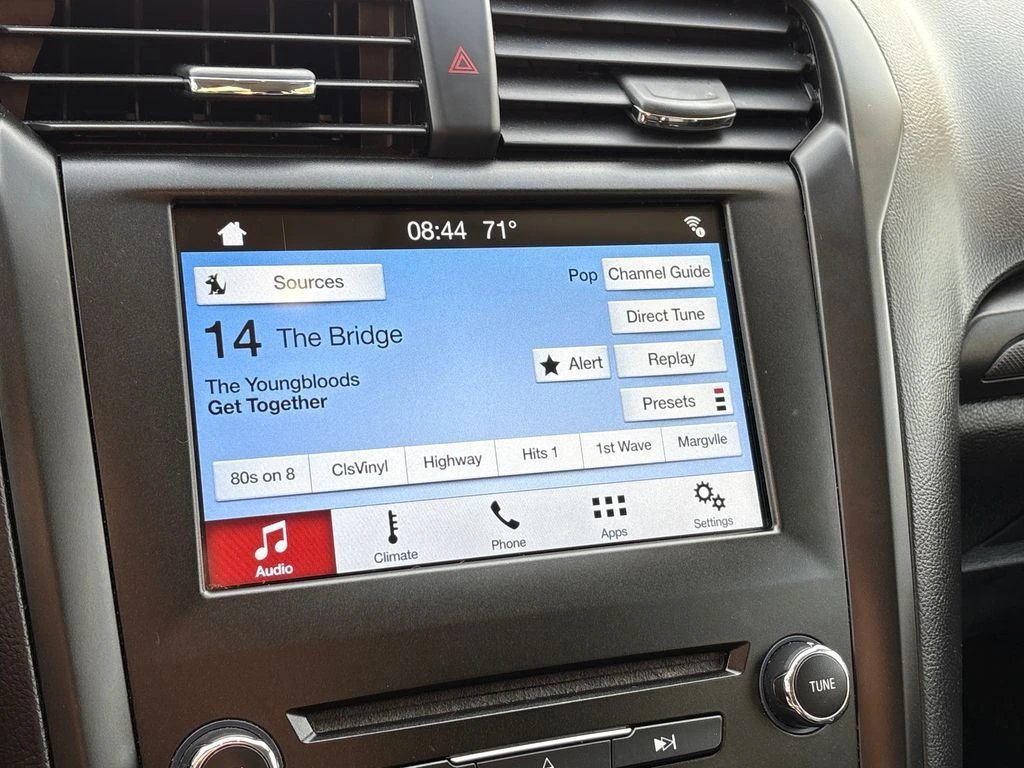 08:44 71°
Sources
Pop Channel Guide
14 The Bridge
Direct Tune
The Youngbloods
Get Together
Alert Replay
Presets
80s on 8 ClsVinyl Highway Hits 1 1st Wave Margvlle
Audio Climate Phone Apps Settings
TUNE